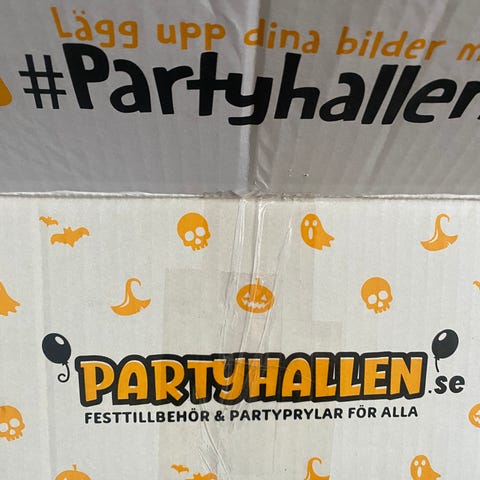 Lägg upp dina bilder m
#Partyhallen
PARTYHALLEN.se
FESTTILLBEHÖR & PARTYPRYLAR FÖR ALLA